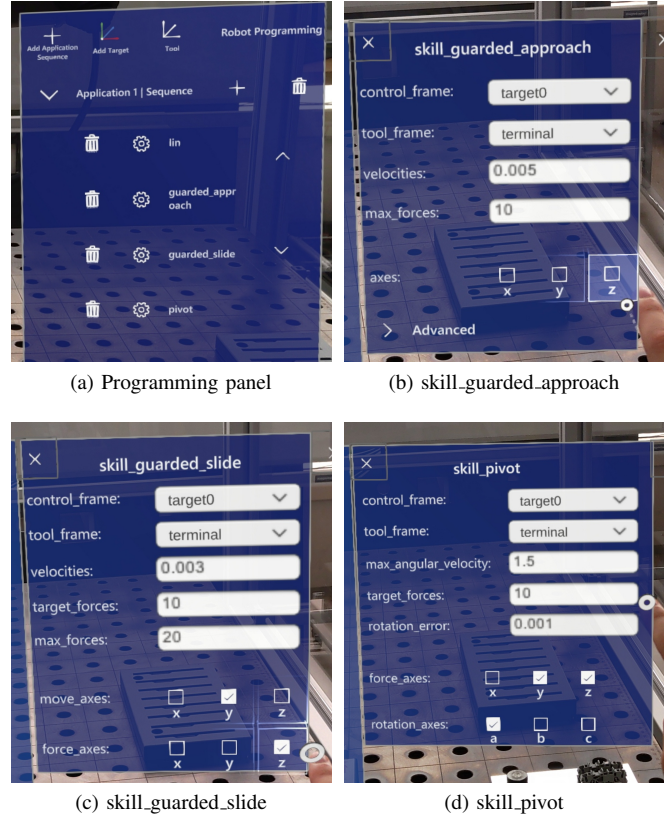 Add Application
Sequence
Add Target
Tool
Robot Programming
Application 1 | Sequence
lin
guarded_appr
oach
guarded_slide
pivot
(a) Programming panel
skill_guarded_approach
control_frame: target0
tool_frame: terminal
velocities: 0.005
max_forces: 10
axes:
x y z
Advanced
(b) skill_guarded_approach
skill_guarded_slide
control_frame: target0
tool_frame: terminal
velocities: 0.003
target_forces: 10
max_forces: 20
move_axes:
x y z
force_axes:
x y z
(c) skill_guarded_slide
skill_pivot
control_frame: target0
tool_frame: terminal
max_angular_velocity: 1.5
target_forces: 10
rotation_error: 0.001
force_axes:
x y z
rotation_axes:
a b c
(d) skill_pivot